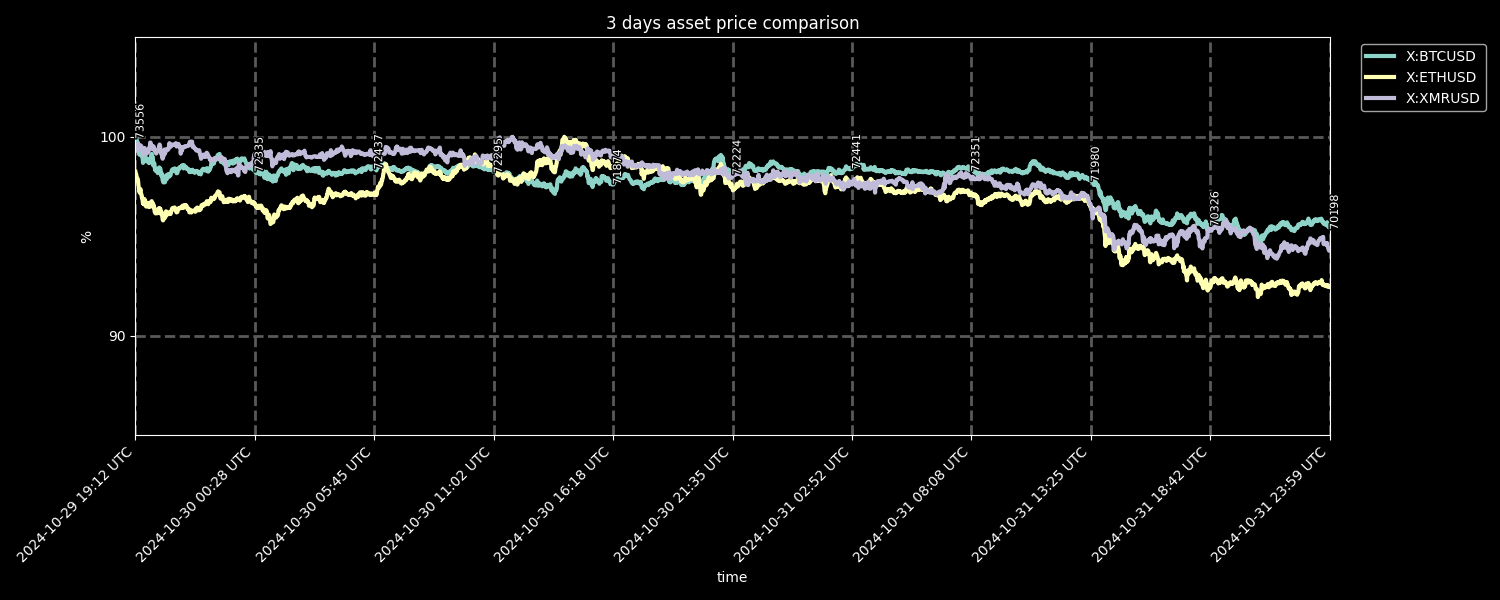 3 days asset price comparison
X:BTCUSD
X:ETHUSD
X:XMRUSD
%
100
90
73556
72335
72437
72295
71874
72224
72441
72351
71980
70326
70198
2024-10-29 19:12 UTC
2024-10-30 00:28 UTC
2024-10-30 05:45 UTC
2024-10-30 11:02 UTC
2024-10-30 16:18 UTC
2024-10-30 21:35 UTC
2024-10-31 02:52 UTC
2024-10-31 08:08 UTC
2024-10-31 13:25 UTC
2024-10-31 18:42 UTC
2024-10-31 23:59 UTC
time